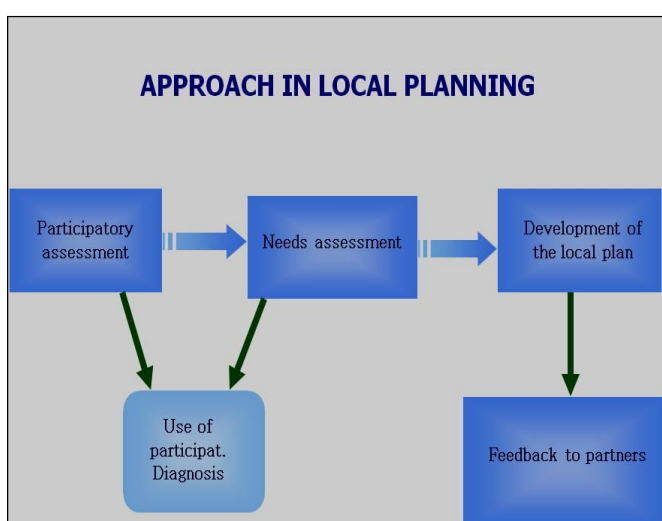 APPROACH IN LOCAL PLANNING
Participatory
assessment
Needs assessment
Development of
the local plan
Use of
participat.
Diagnosis
Feedback to partners